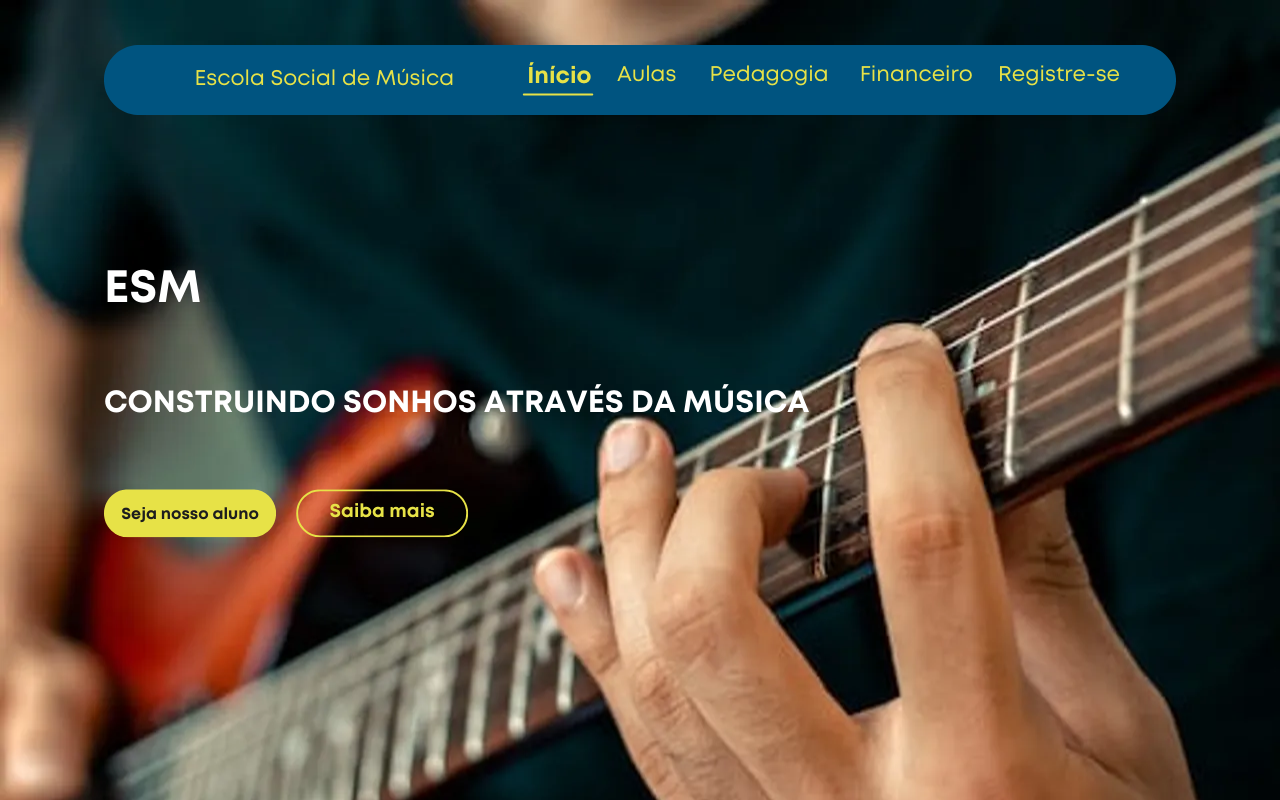 Escola Social de Música
Ínício
Aulas
Pedagogia
Financeiro
Registre-se
ESM
CONSTRUINDO SONHOS ATRAVÉS DA MÚSICA
Seja nosso aluno
Saiba mais